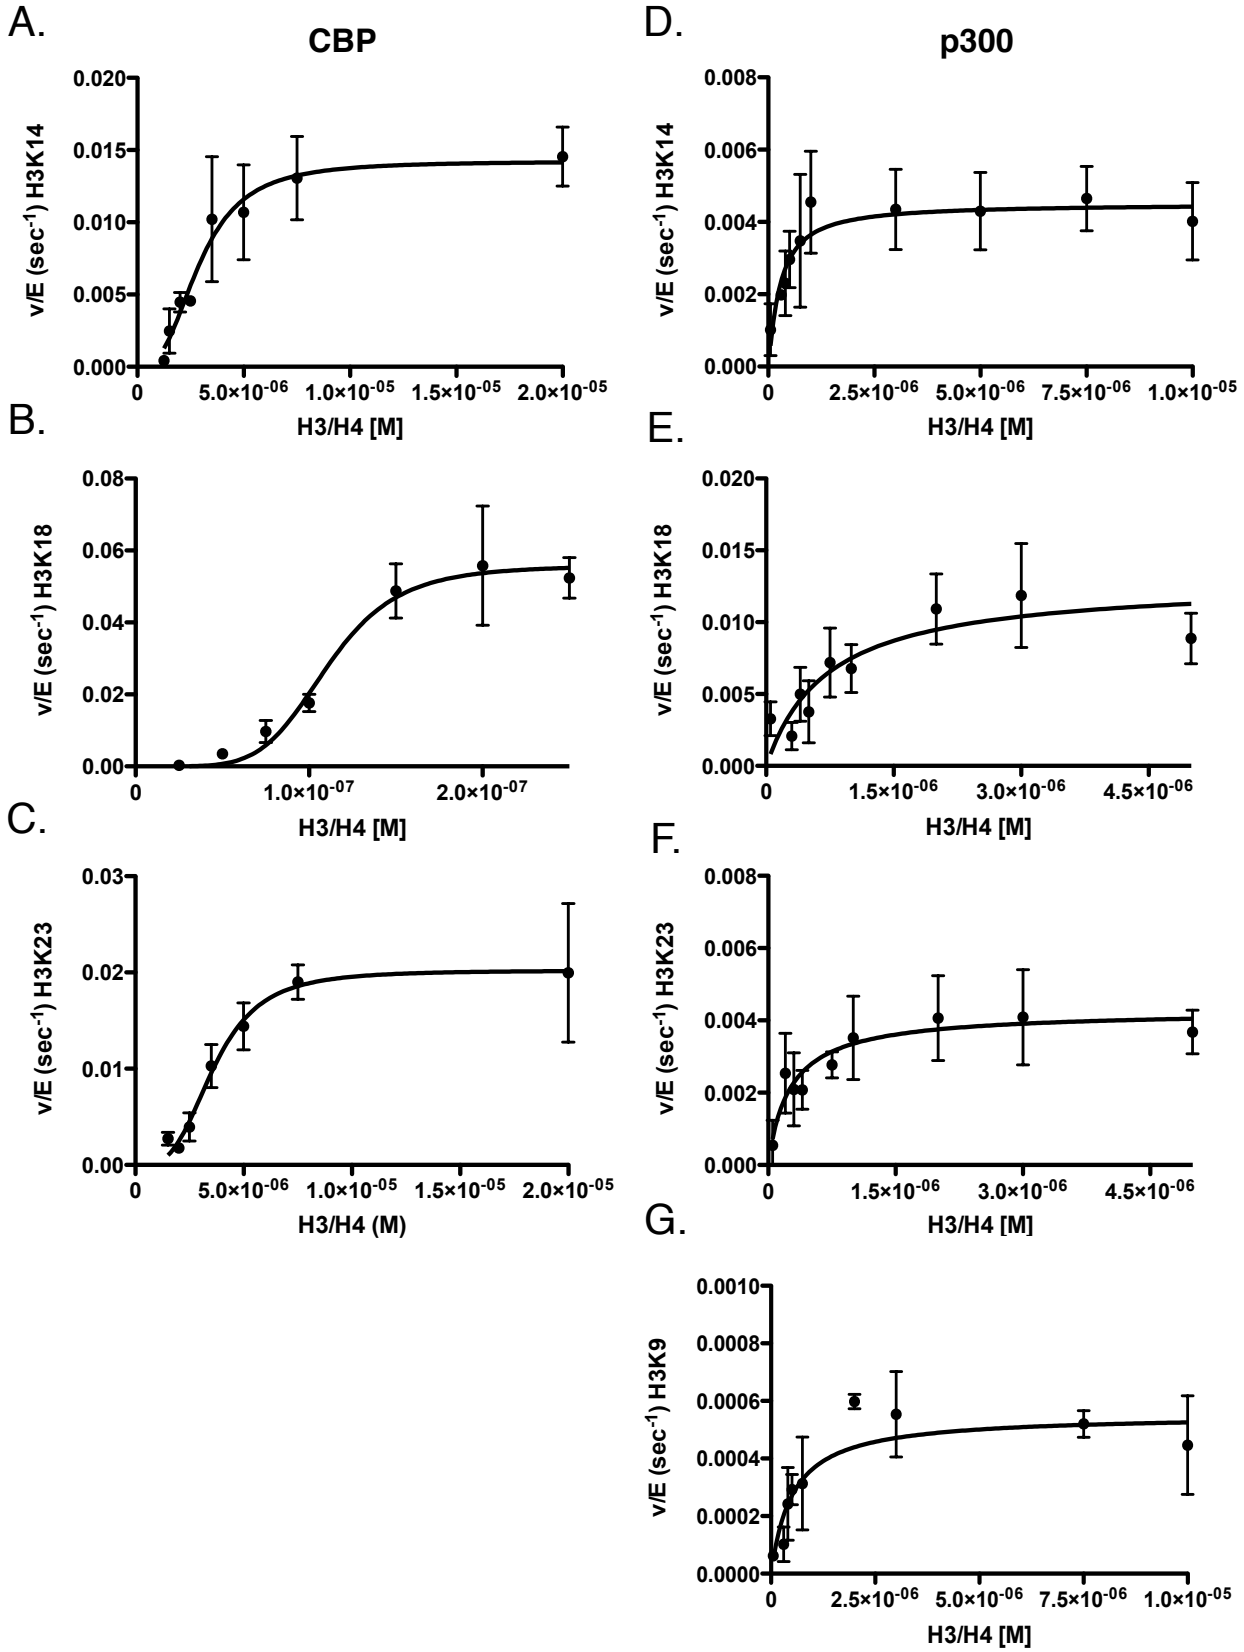 A.
CBP
0.020
0.015
0.010
0.005
0.000
v/E (sec⁻¹) H3K14
0 5.0×10⁻⁰⁶ 1.0×10⁻⁰⁵ 1.5×10⁻⁰⁵ 2.0×10⁻⁰⁵
H3/H4 [M]
B.
0.08
0.06
0.04
0.02
0.00
v/E (sec⁻¹) H3K18
0 1.0×10⁻⁰⁷ 2.0×10⁻⁰⁷
H3/H4 [M]
C.
0.03
0.02
0.01
0.00
v/E (sec⁻¹) H3K23
0 5.0×10⁻⁰⁶ 1.0×10⁻⁰⁵ 1.5×10⁻⁰⁵ 2.0×10⁻⁰⁵
H3/H4 (M)
D.
p300
0.008
0.006
0.004
0.002
0.000
v/E (sec⁻¹) H3K14
0 2.5×10⁻⁰⁶ 5.0×10⁻⁰⁶ 7.5×10⁻⁰⁶ 1.0×10⁻⁰⁵
H3/H4 [M]
E.
0.020
0.015
0.010
0.005
0.000
v/E (sec⁻¹) H3K18
0 1.5×10⁻⁰⁶ 3.0×10⁻⁰⁶ 4.5×10⁻⁰⁶
H3/H4 [M]
F.
0.008
0.006
0.004
0.002
0.000
v/E (sec⁻¹) H3K23
0 1.5×10⁻⁰⁶ 3.0×10⁻⁰⁶ 4.5×10⁻⁰⁶
H3/H4 [M]
G.
0.0010
0.0008
0.0006
0.0004
0.0002
0.0000
v/E (sec⁻¹) H3K9
0 2.5×10⁻⁰⁶ 5.0×10⁻⁰⁶ 7.5×10⁻⁰⁶ 1.0×10⁻⁰⁵
H3/H4 [M]